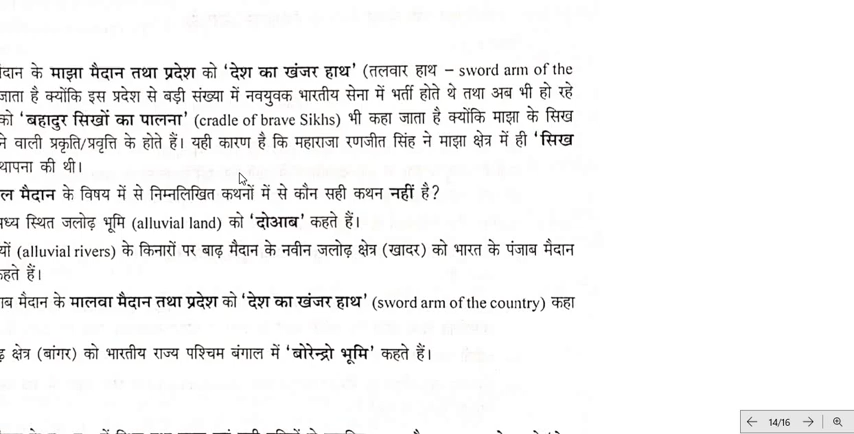 दान के माझा मैदान तथा प्रदेश को ‘देश का खंजर हाथ’ (तलवार हाथ – sword arm of the
जाता है क्योंकि इस प्रदेश से बड़ी संख्या में नवयुवक भारतीय सेना में भर्ती होते थे तथा अब भी हो रहे
को ‘बहादुर सिखों का पालना’ (cradle of brave Sikhs) भी कहा जाता है क्योंकि माझा के सिख
ने वाली प्रकृति/प्रवृत्ति के होते हैं। यही कारण है कि महाराजा रणजीत सिंह ने माझा क्षेत्र में ही ‘सिख
थापना की थी।
ल मैदान के विषय में से निम्नलिखित कथनों में से कौन सही कथन नहीं है?
मध्य स्थित जलोढ़ भूमि (alluvial land) को ‘दोआब’ कहते हैं।
यों (alluvial rivers) के किनारों पर बाढ़ मैदान के नवीन जलोढ़ क्षेत्र (खादर) को भारत के पंजाब मैदान
कहते हैं।
ाब मैदान के मालवा मैदान तथा प्रदेश को ‘देश का खंजर हाथ’ (sword arm of the country) कहा
ढ़ क्षेत्र (बांगर) को भारतीय राज्य पश्चिम बंगाल में ‘बोरेन्द्रो भूमि’ कहते हैं।
14/16